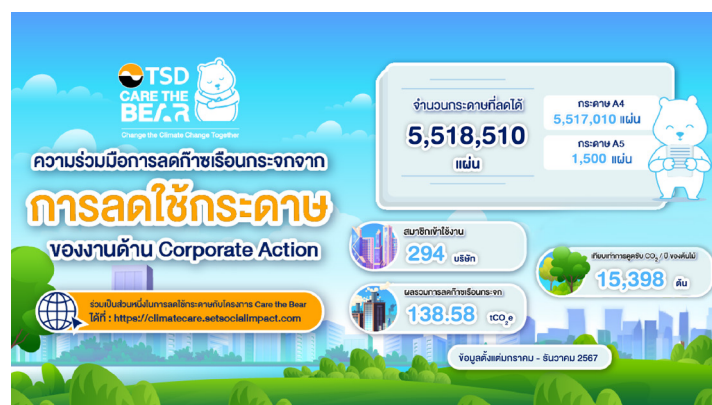 TSD
CARE THE
BEAR
Change the Climate Change Together
ความร่วมมือการลดก๊าซเรือนกระจกจาก
การลดใช้กระดาษ
ของงานด้าน Corporate Action
ร่วมเป็นส่วนหนึ่งในการลดใช้กระดาษกับโครงการ Care the Bear
ได้ที่ : https://climatecare.setsocialimpact.com
จำนวนกระดาษที่ลดได้
5,518,510
แผ่น
กระดาษ A4
5,517,010 แผ่น
กระดาษ A5
1,500 แผ่น
สมาชิกเข้าใช้งาน
294 บริษัท
เทียบเท่าการดูดซับ CO2 / ปี ของต้นไม้
15,398 ต้น
ผลรวมการลดก๊าซเรือนกระจก
138.58 tCO2e
ข้อมูลตั้งแต่มกราคม - ธันวาคม 2567